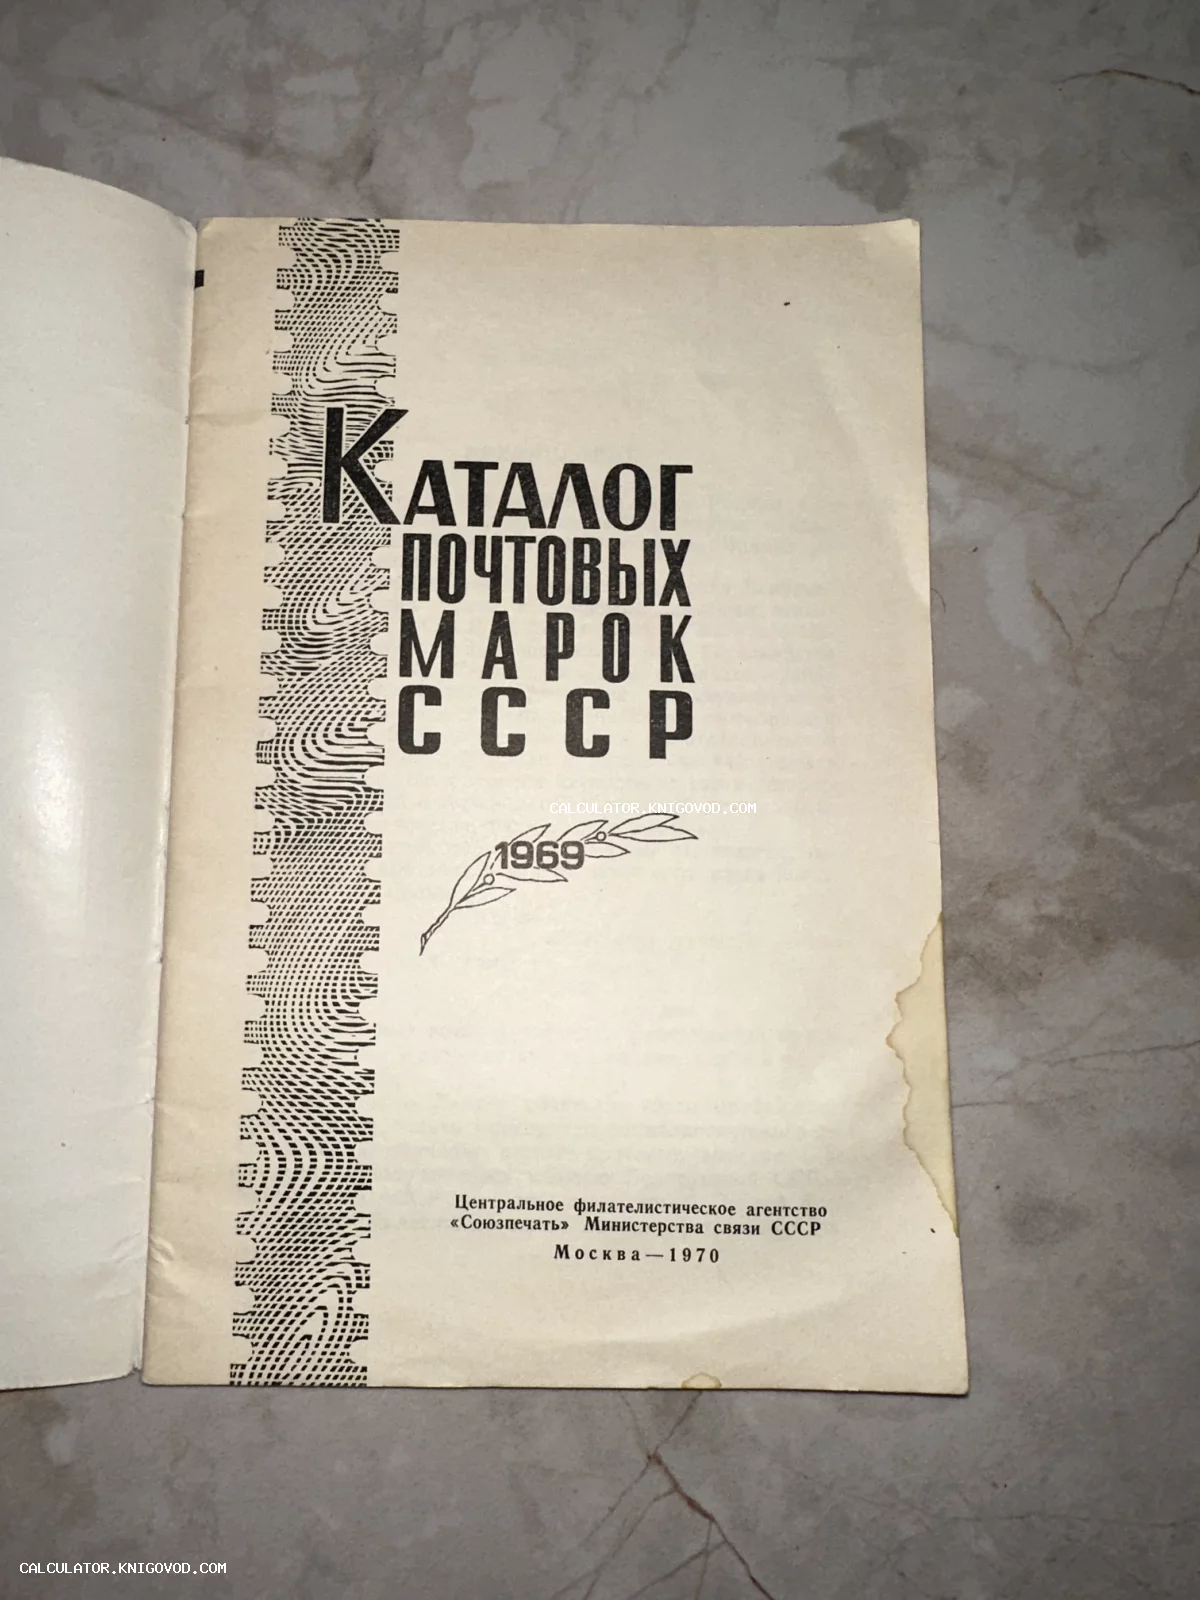 Каталог
почтовых
марок
СССР
CALCULATOR.KNIGOVOD.COM
1969
Центральное филателистическое агентство
«Союзпечать» Министерства связи СССР
Москва—1970
CALCULATOR.KNIGOVOD.COM